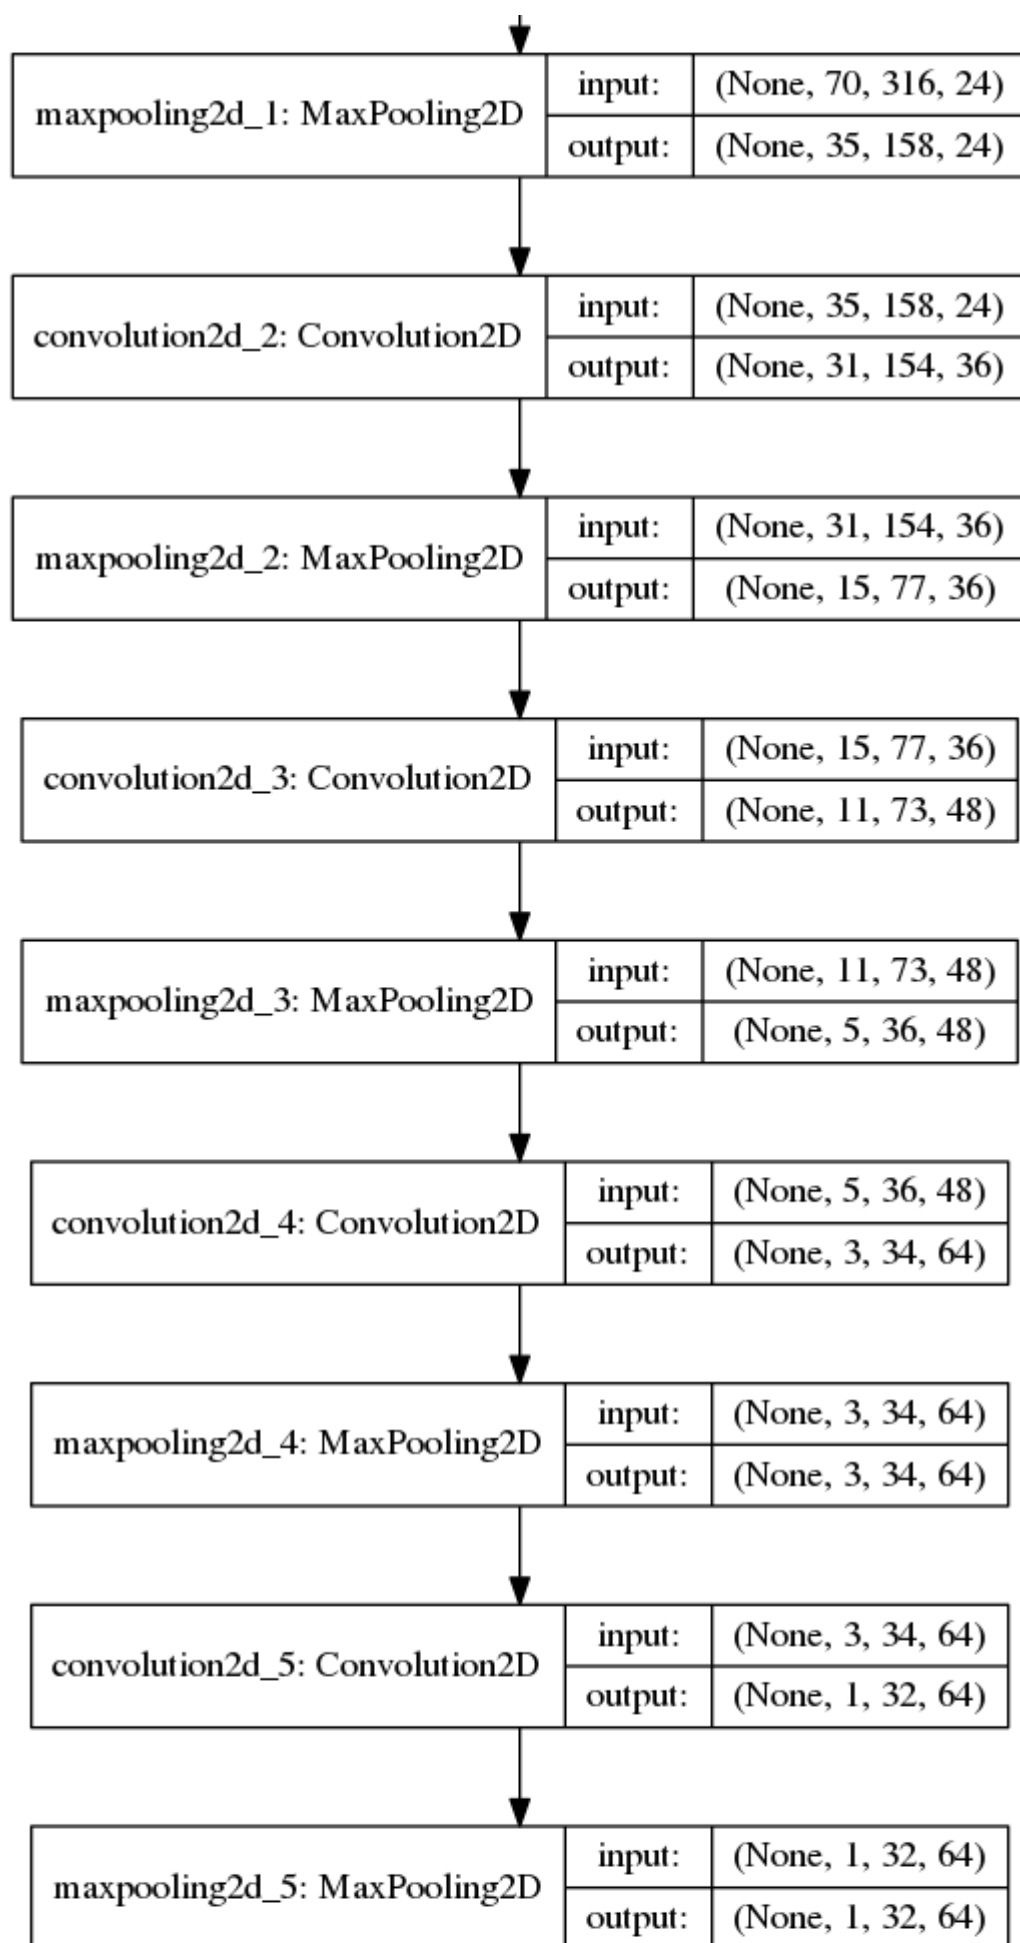 maxpooling2d_1: MaxPooling2D
input: (None, 70, 316, 24)
output: (None, 35, 158, 24)
convolution2d_2: Convolution2D
input: (None, 35, 158, 24)
output: (None, 31, 154, 36)
maxpooling2d_2: MaxPooling2D
input: (None, 31, 154, 36)
output: (None, 15, 77, 36)
convolution2d_3: Convolution2D
input: (None, 15, 77, 36)
output: (None, 11, 73, 48)
maxpooling2d_3: MaxPooling2D
input: (None, 11, 73, 48)
output: (None, 5, 36, 48)
convolution2d_4: Convolution2D
input: (None, 5, 36, 48)
output: (None, 3, 34, 64)
maxpooling2d_4: MaxPooling2D
input: (None, 3, 34, 64)
output: (None, 3, 34, 64)
convolution2d_5: Convolution2D
input: (None, 3, 34, 64)
output: (None, 1, 32, 64)
maxpooling2d_5: MaxPooling2D
input: (None, 1, 32, 64)
output: (None, 1, 32, 64)